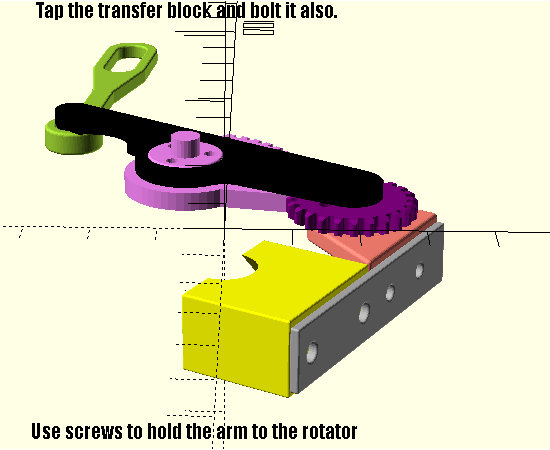 Tap the transfer block and bolt it also.
Use screws to hold the arm to the rotator